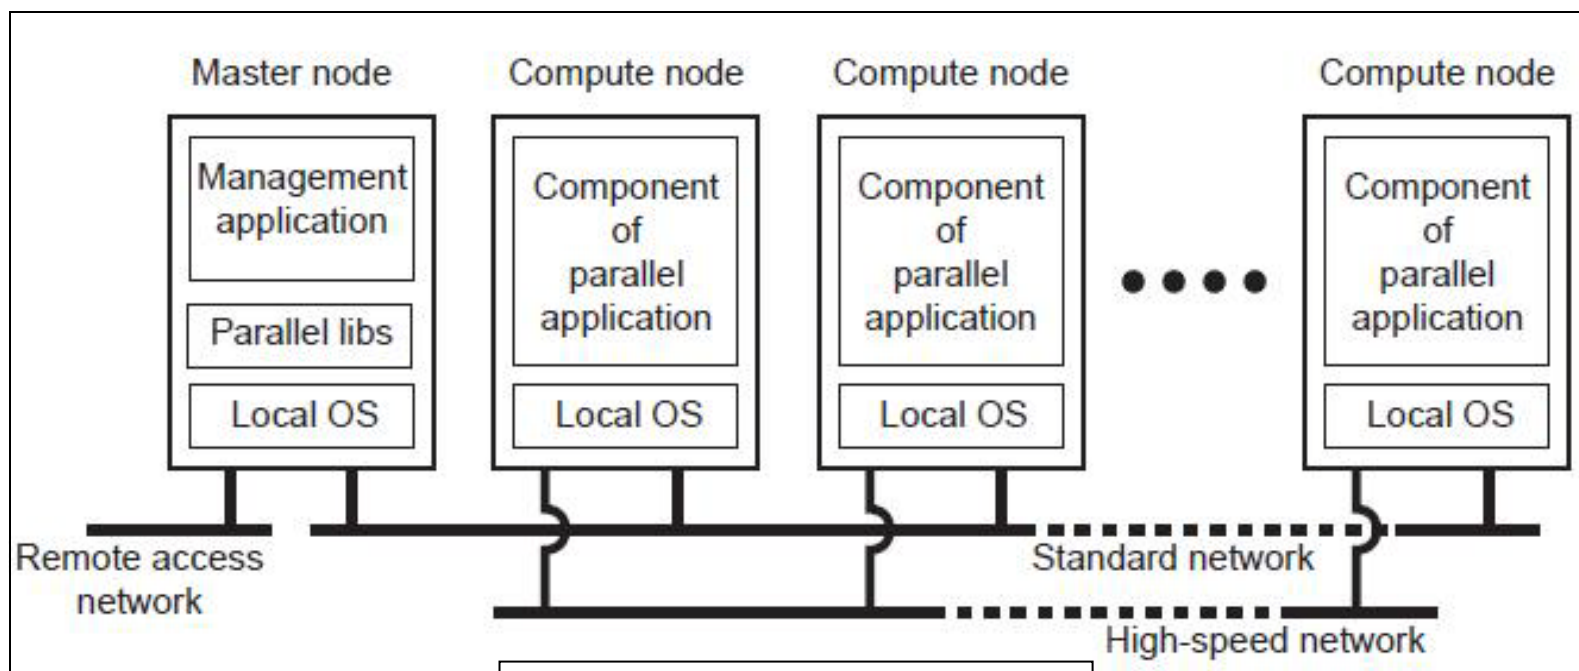 Master node
Compute node
Compute node
Compute node
Management
application
Parallel libs
Local OS
Component
of
parallel
application
Local OS
Component
of
parallel
application
Local OS
Component
of
parallel
application
Local OS
Remote access
network
Standard network
High-speed network